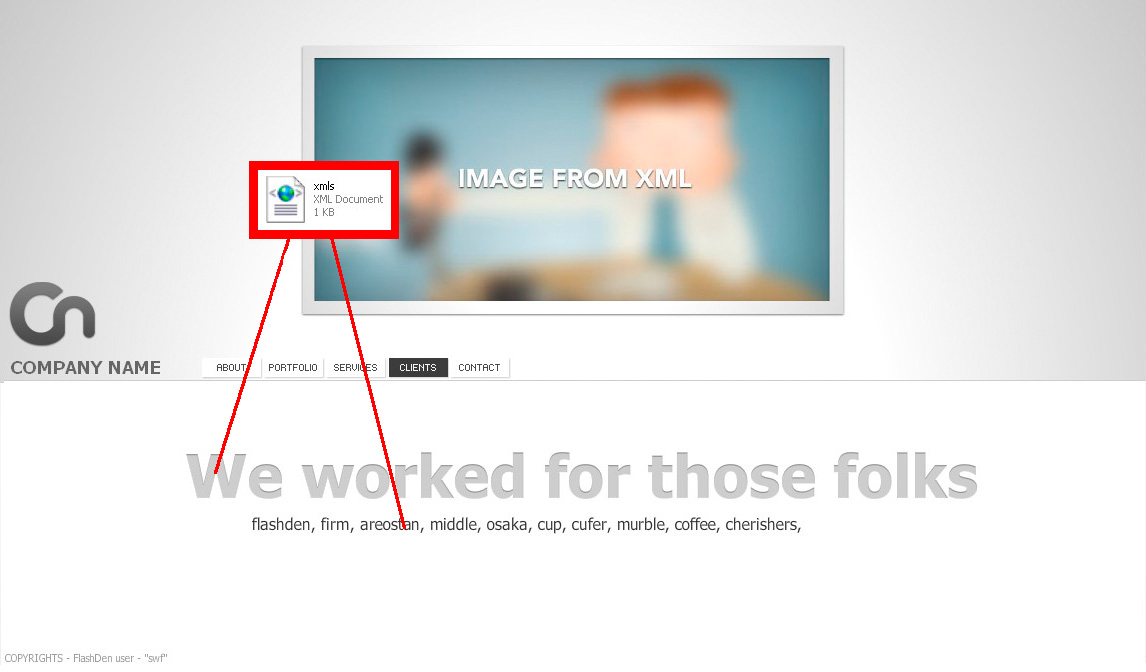 IMAGE FROM XML
xmls
XML Document
1 KB
Cn
COMPANY NAME
ABOUT PORTFOLIO SERVICES CLIENTS CONTACT
We worked for those folks
flashden, firm, areostan, middle, osaka, cup, cufer, murble, coffee, cherishers,
COPYRIGHTS - FlashDen user - "swf"